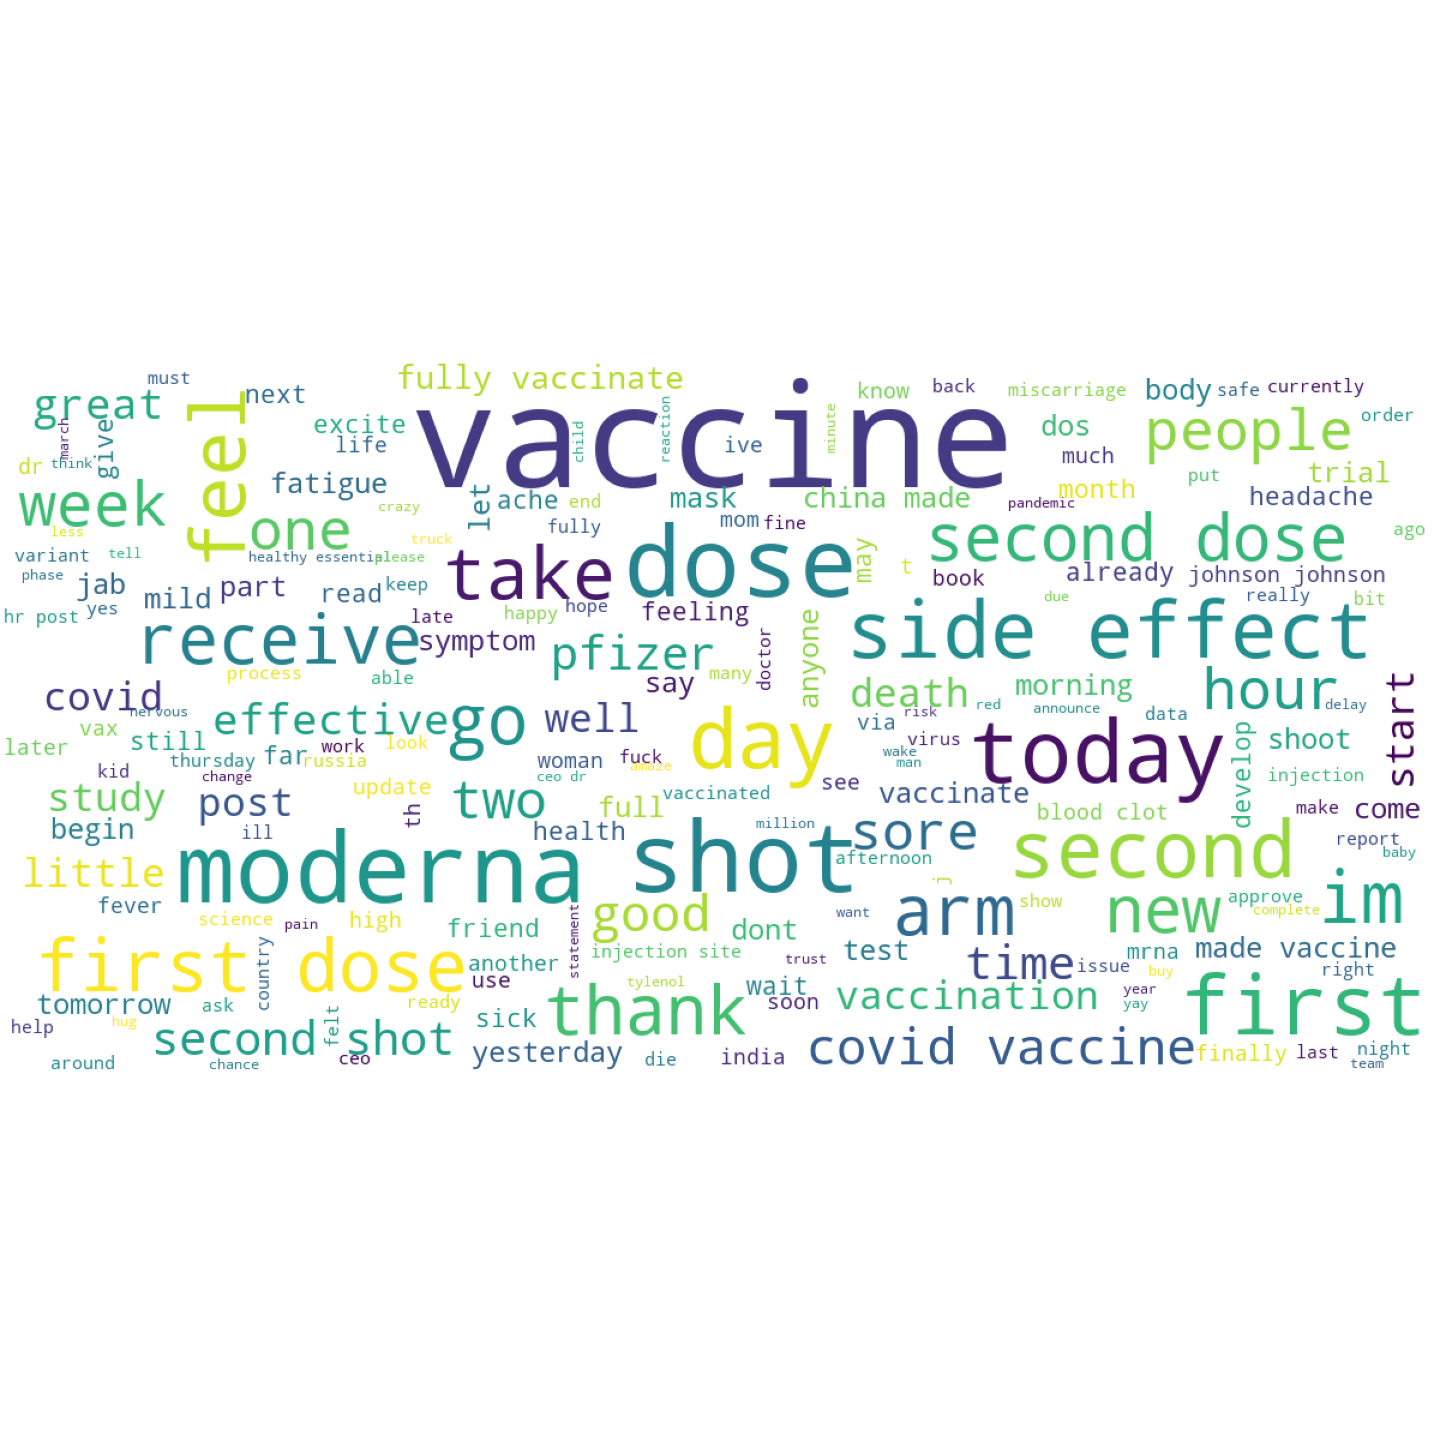 must
fully vaccinate
vaccine
know
back
miscarriage
body
safe
currently
great
feel
next
excite
life
child
reaction
ive
minute
dos
much
people
order
march
give
dr
think
week
fatigue
one
crazy
let
ache
end
mask
mom
fine
china made
month
pandemic
put
trial
headache
less
variant
tell
healthy essential
please
truck
fully
take
dose
may
t
second dose
ago
phase
jab
yes
mild
part
read
keep
book
already
johnson johnson
due
really
bit
hr post
late
happy
hope
feeling
receive
symptom
pfizer
doctor
anyone
side effect
process
able
say
many
death
morning
hour
covid
nervous
vax
effective
go
well
day
via
risk
red
announce
data
delay
start
later
still
thursday
far
work
russia
look
woman
fuck
amaze
virus
wake
man
today
develop
shoot
kid
change
update
ceo dr
see
injection
study
post
th
two
full
vaccinated
vaccinate
blood clot
make
come
begin
ill
health
million
sore
report
baby
little
moderna
shot
afternoon
second
j
fever
science
pain
high
friend
statement
good
dont
want
arm
show
new
approve
complete
im
first dose
country
another
injection site
trust
test
time
issue
mrna
made vaccine
buy
right
tomorrow
ask
ready
use
tylenol
wait
soon
vaccination
year
yay
first
help
hug
second shot
felt
sick
thank
around
chance
ceo
yesterday
die
india
covid vaccine
finally
last
night
team